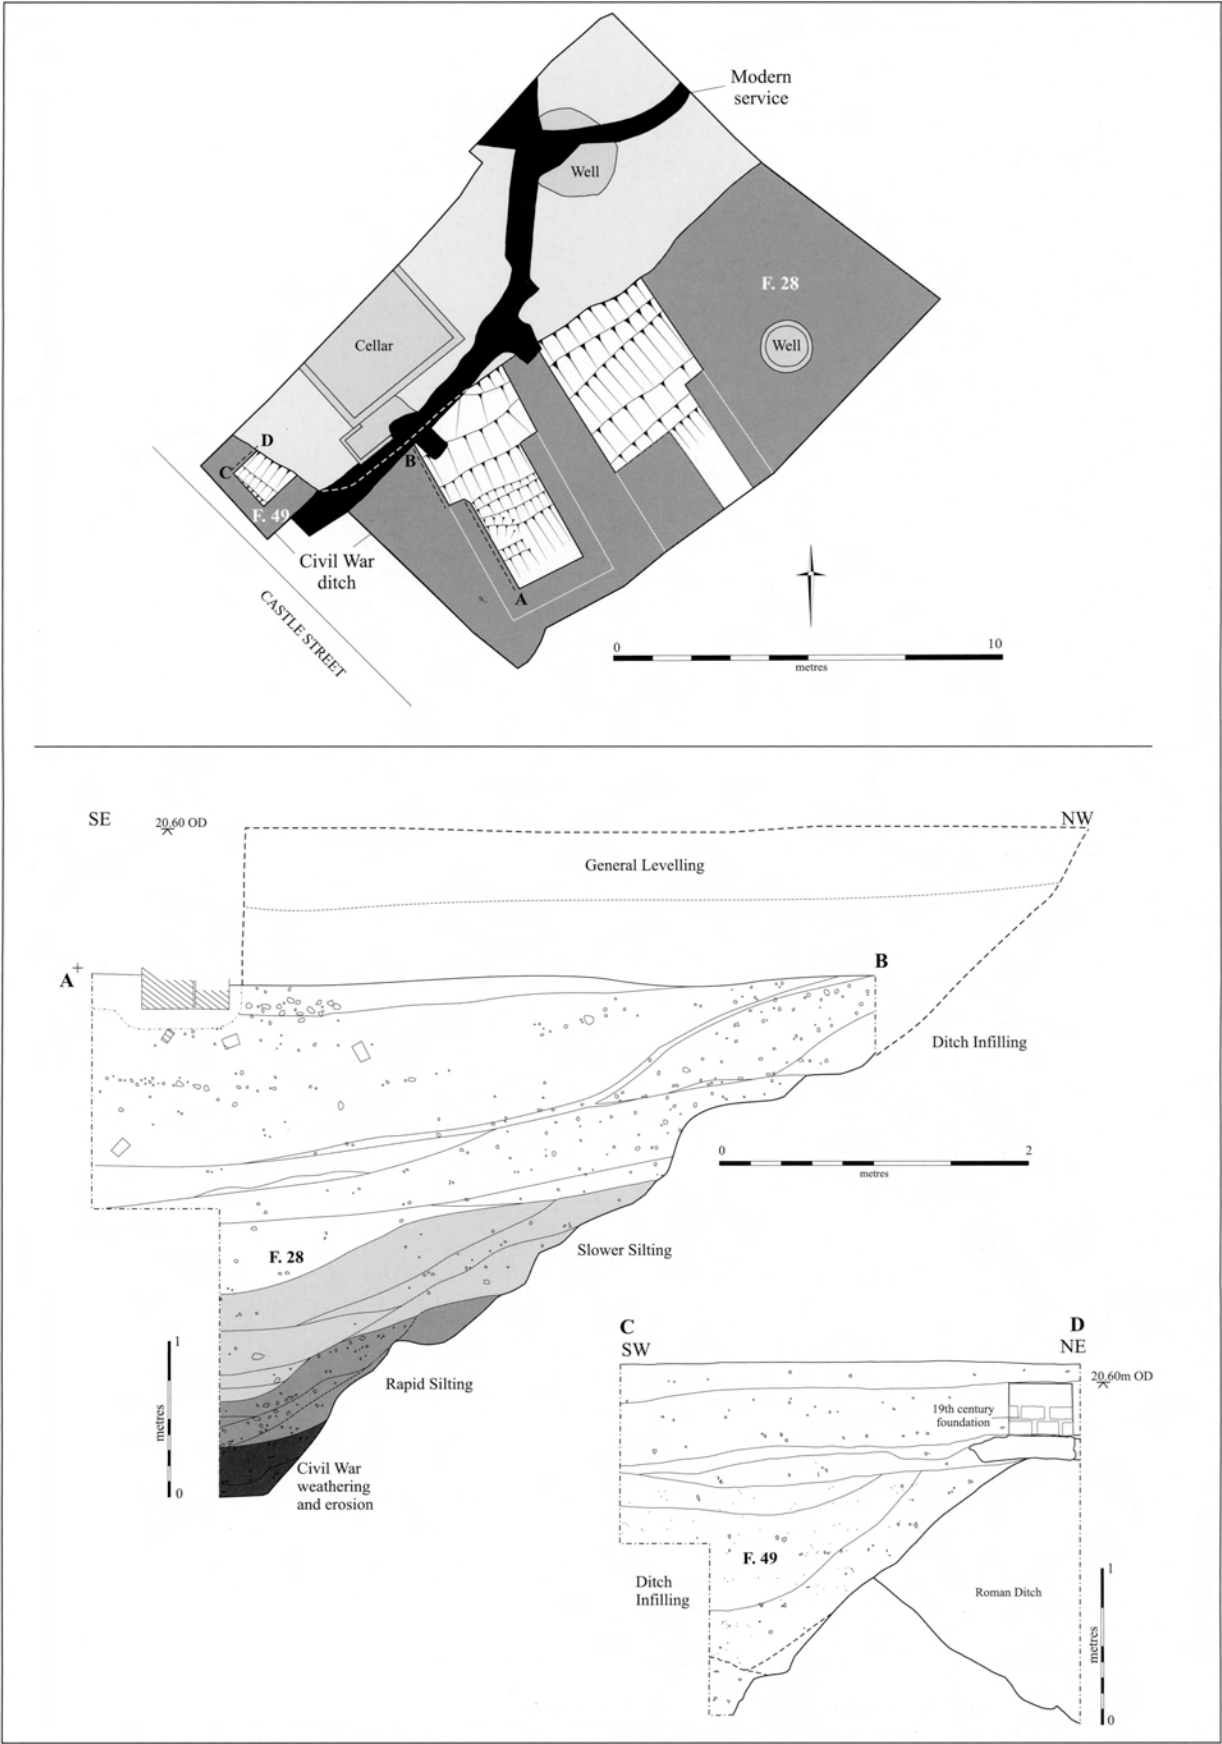 Modern
service
Well
F. 28
Well
Cellar
D
C
B
F. 49
Civil War
ditch
A
CASTLE STREET
0
10
metres
SE
20.60 OD
NW
General Levelling
A
B
Ditch Infilling
0
2
metres
F. 28
Slower Silting
1
metres
0
Rapid Silting
Civil War
weathering
and erosion
C
SW
D
NE
20.60m OD
19th century
foundation
F. 49
Ditch
Infilling
Roman Ditch
1
metres
0